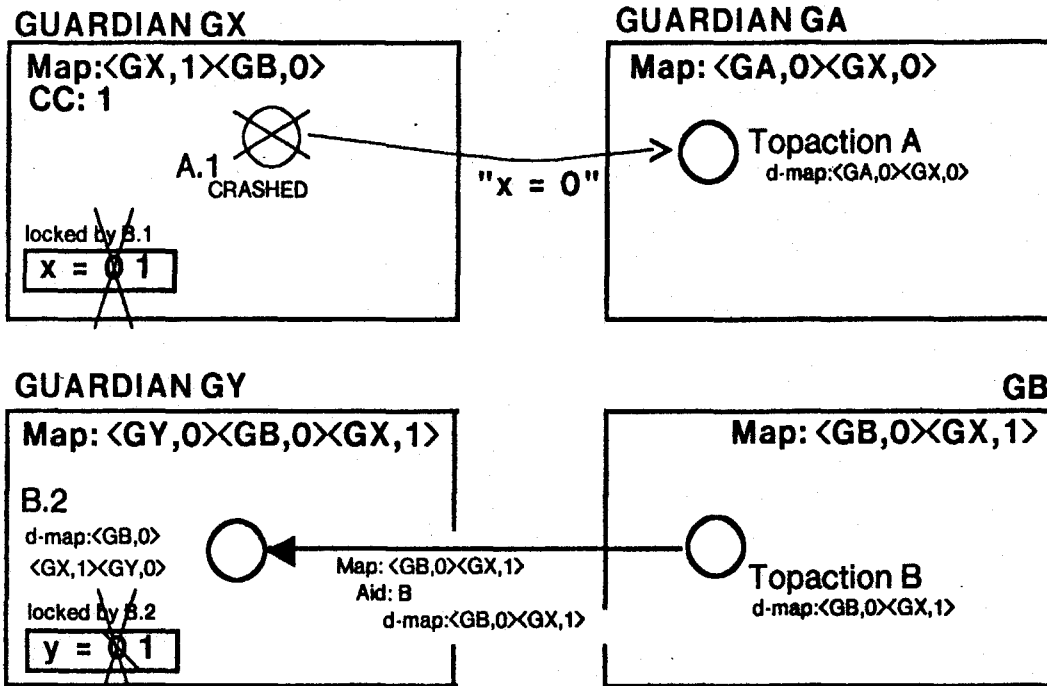 GUARDIAN GX
Map:<GX,1><GB,0>
CC: 1
A.1
CRASHED
locked by B.1
x = 0 1
"x = 0"
GUARDIAN GA
Map: <GA,0><GX,0>
Topaction A
d-map:<GA,0><GX,0>
GUARDIAN GY
Map: <GY,0><GB,0><GX,1>
B.2
d-map:<GB,0>
<GX,1><GY,0>
locked by B.2
y = 0 1
Map: <GB,0><GX,1>
Aid: B
d-map:<GB,0><GX,1>
GB
Map: <GB,0><GX,1>
Topaction B
d-map:<GB,0><GX,1>